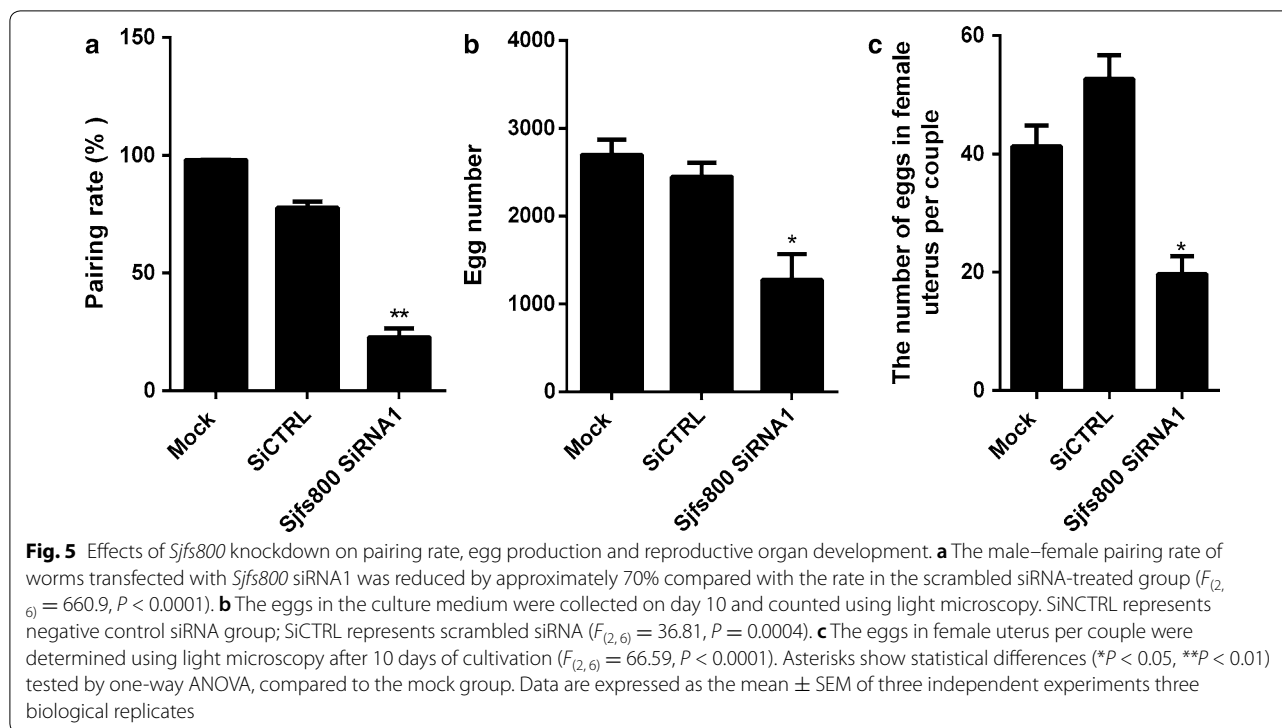 a
150
100
50
0
Pairing rate (% )
Mock
SiCTRL
Sjfs800 SiRNA1
**
b
4000
3000
2000
1000
0
Egg number
Mock
SiCTRL
Sjfs800 SiRNA1
*
c
60
40
20
0
The number of eggs in female
uterus per couple
Mock
SiCTRL
Sjfs800 SiRNA1
*
Fig. 5 Effects of Sjfs800 knockdown on pairing rate, egg production and reproductive organ development. a The male–female pairing rate of
worms transfected with Sjfs800 siRNA1 was reduced by approximately 70% compared with the rate in the scrambled siRNA-treated group (F(2,
6) = 660.9, P < 0.0001). b The eggs in the culture medium were collected on day 10 and counted using light microscopy. SiNCTRL represents
negative control siRNA group; SiCTRL represents scrambled siRNA (F(2, 6) = 36.81, P = 0.0004). c The eggs in female uterus per couple were
determined using light microscopy after 10 days of cultivation (F(2, 6) = 66.59, P < 0.0001). Asterisks show statistical differences (*P < 0.05, **P < 0.01)
tested by one-way ANOVA, compared to the mock group. Data are expressed as the mean ± SEM of three independent experiments three
biological replicates